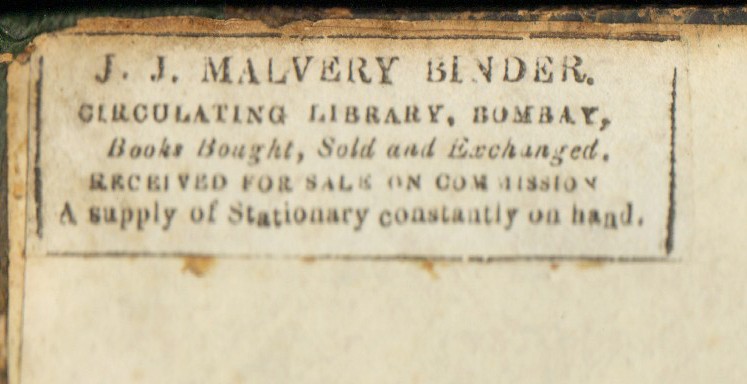 J. J. MALVERY BINDER.
CIRCULATING LIBRARY, BOMBAY,
Books Bought, Sold and Exchanged.
RECEIVED FOR SALE ON COMMISSION
A supply of Stationary constantly on hand.